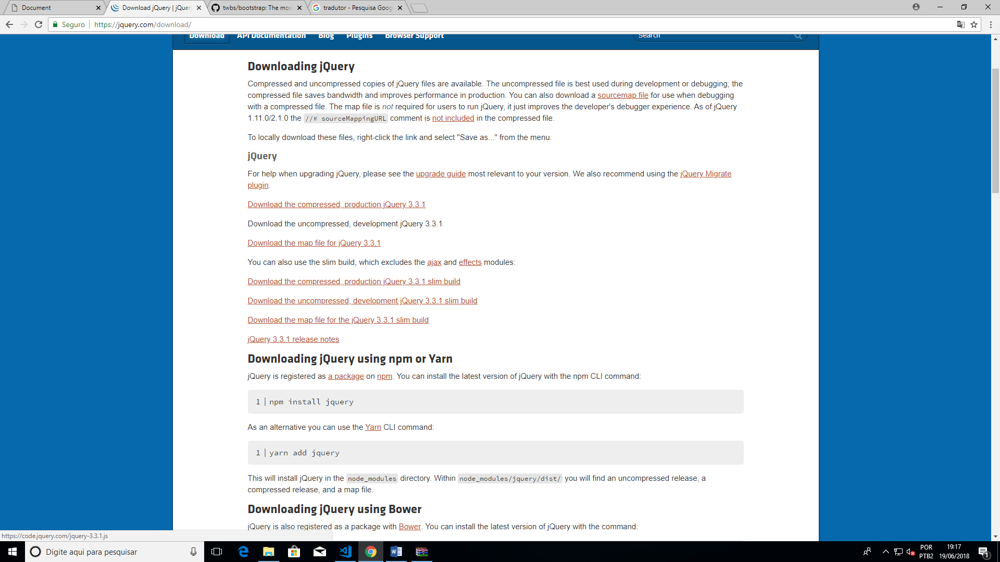 Document
Download jQuery | jQuery
twbs/bootstrap: The mos
tradutor - Pesquisa Goog
Seguro
https://jquery.com/download/
Download API Documentation Blog Plugins Browser Support
Search
Downloading jQuery
Compressed and uncompressed copies of jQuery files are available. The uncompressed file is best used during development or debugging; the
compressed file saves bandwidth and improves performance in production. You can also download a sourcemap file for use when debugging
with a compressed file. The map file is not required for users to run jQuery, it just improves the developer's debugger experience. As of jQuery
1.11.0/2.1.0 the //# sourceMappingURL comment is not included in the compressed file.
To locally download these files, right-click the link and select "Save as..." from the menu.
jQuery
For help when upgrading jQuery, please see the upgrade guide most relevant to your version. We also recommend using the jQuery Migrate
plugin.
Download the compressed, production jQuery 3.3.1
Download the uncompressed, development jQuery 3.3.1
Download the map file for jQuery 3.3.1
You can also use the slim build, which excludes the ajax and effects modules:
Download the compressed, production jQuery 3.3.1 slim build
Download the uncompressed, development jQuery 3.3.1 slim build
Download the map file for the jQuery 3.3.1 slim build
jQuery 3.3.1 release notes
Downloading jQuery using npm or Yarn
jQuery is registered as a package on npm. You can install the latest version of jQuery with the npm CLI command:
1 npm install jquery
As an alternative you can use the Yarn CLI command:
1 yarn add jquery
This will install jQuery in the node_modules directory. Within node_modules/jquery/dist/ you will find an uncompressed release, a
compressed release, and a map file.
Downloading jQuery using Bower
jQuery is also registered as a package with Bower. You can install the latest version of jQuery with the command:
https://code.jquery.com/jquery-3.3.1.js
Digite aqui para pesquisar
POR
PTB2
19:17
19/06/2018
1